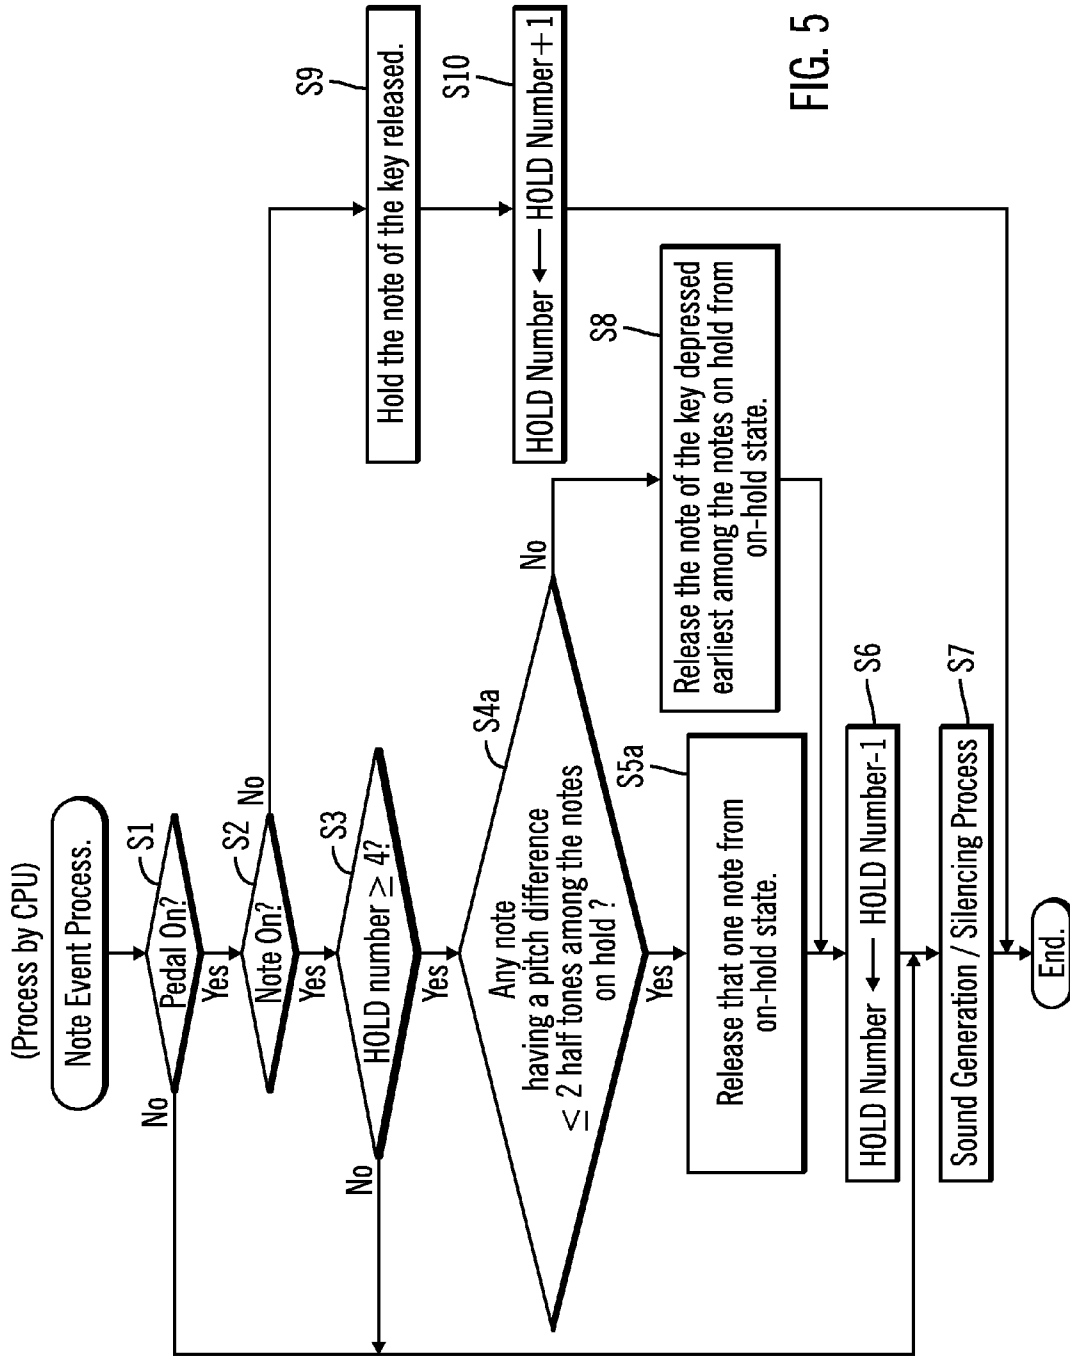 (Process by CPU)
Note Event Process.
S1
Pedal On?
No
Yes
S2
Note On?
No
Yes
S3
HOLD number ≥ 4?
No
Yes
S4a
Any note
having a pitch difference
≤ 2 half tones among the notes
on hold ?
No
Yes
S5a
Release that one note from
on-hold state.
S8
Release the note of the key depressed
earliest among the notes on hold from
on-hold state.
S9
Hold the note of the key released.
S10
HOLD Number ← HOLD Number+1
S6
HOLD Number ← HOLD Number-1
S7
Sound Generation / Silencing Process
End.
FIG. 5